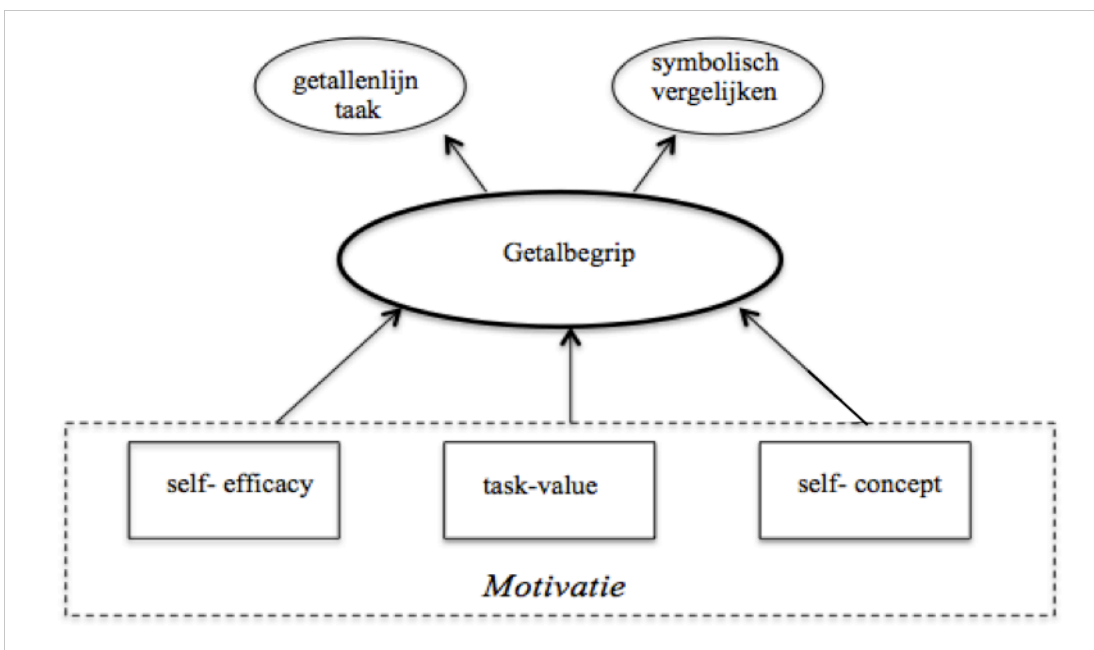 getallenlijn
taak
symbolisch
vergelijken
Getalbegrip
self- efficacy
task-value
self- concept
Motivatie